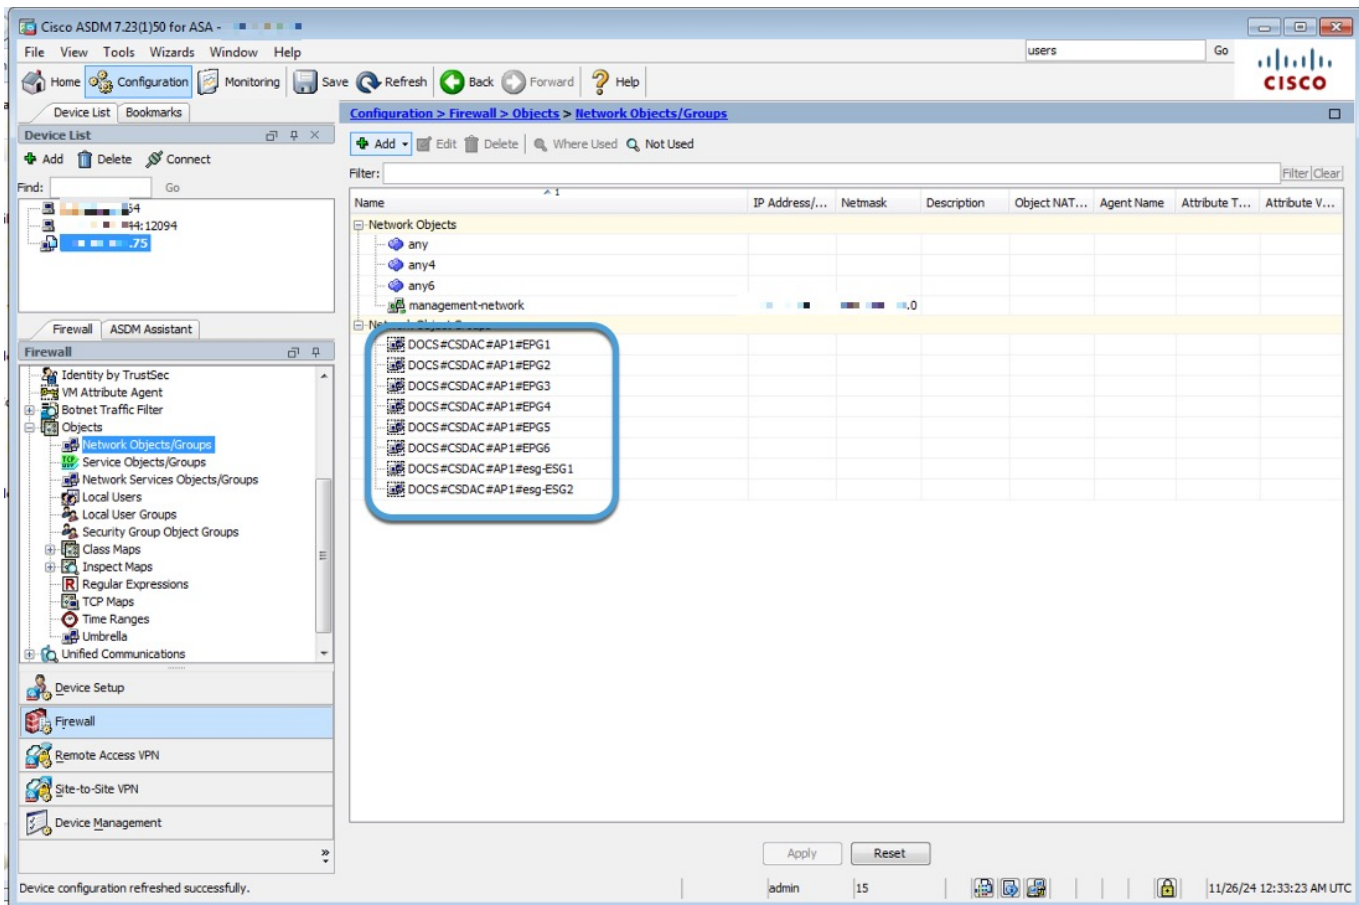 Cisco ASDM 7.23(1)50 for ASA -
File View Tools Wizards Window Help
users Go
Home Configuration Monitoring Save Refresh Back Forward Help
CISCO
Device List Bookmarks
Configuration > Firewall > Objects > Network Objects/Groups
Device List
Add Delete Connect
Find: Go
:12094
.75
Add Edit Delete Where Used Not Used
Filter: Filter Clear
1
Name IP Address/... Netmask Description Object NAT... Agent Name Attribute T... Attribute V...
Network Objects
any
any4
any6
management-network .0
DOCS#CSDAC#AP1#EPG1
DOCS#CSDAC#AP1#EPG2
DOCS#CSDAC#AP1#EPG3
DOCS#CSDAC#AP1#EPG4
DOCS#CSDAC#AP1#EPG5
DOCS#CSDAC#AP1#EPG6
DOCS#CSDAC#AP1#esg-ESG1
DOCS#CSDAC#AP1#esg-ESG2
Firewall ASDM Assistant
Firewall
Identity by TrustSec
VM Attribute Agent
Botnet Traffic Filter
Objects
Network Objects/Groups
TCP Service Objects/Groups
Network Services Objects/Groups
Local Users
Local User Groups
Security Group Object Groups
Class Maps
Inspect Maps
R Regular Expressions
TCP Maps
Time Ranges
Umbrella
Unified Communications
Device Setup
Firewall
Remote Access VPN
Site-to-Site VPN
Device Management
Apply Reset
Device configuration refreshed successfully. admin 15 11/26/24 12:33:23 AM UTC